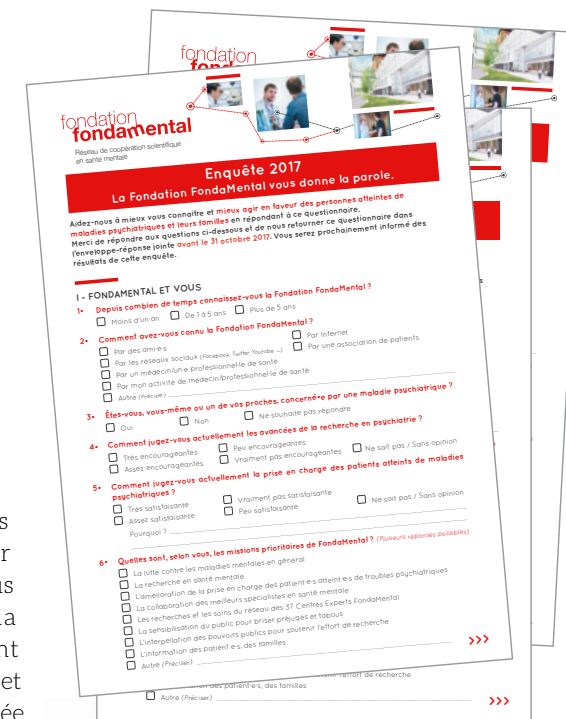 fondation
fondamental
Réseau de coopération scientifique
en santé mentale
Enquête 2017
La Fondation FondaMental vous donne la parole.
Aidez-nous à mieux vous connaître et mieux agir en faveur des personnes atteintes de
maladies psychiatriques et leurs familles en répondant à ce questionnaire.
Merci de répondre aux questions ci-dessous et de nous retourner ce questionnaire dans
l'enveloppe-réponse jointe avant le 31 octobre 2017. Vous serez prochainement informé des
résultats de cette enquête.
I - FONDAMENTAL ET VOUS
1• Depuis combien de temps connaissez-vous la Fondation FondaMental ?
Moins d'un an De 1 à 5 ans Plus de 5 ans
2• Comment avez-vous connu la Fondation FondaMental ?
Par des ami·e·s Par Internet
Par les réseaux sociaux (Facebook, Twitter, Youtube ...) Par une association de patients
Par un médecin/un·e professionnel·le de santé
Par mon activité de médecin/professionnel·le de santé
Autre (Préciser)
3• Êtes-vous, vous-même ou un de vos proches, concerné·e par une maladie psychiatrique ?
Oui Non Ne souhaite pas répondre
4• Comment jugez-vous actuellement les avancées de la recherche en psychiatrie ?
Très encourageantes Peu encourageantes Ne sait pas / Sans opinion
Assez encourageantes Vraiment pas encourageantes
5• Comment jugez-vous actuellement la prise en charge des patients atteints de maladies
psychiatriques ?
Très satisfaisante Vraiment pas satisfaisante Ne sait pas / Sans opinion
Assez satisfaisante Peu satisfaisante
Pourquoi ?
6• Quelles sont, selon vous, les missions prioritaires de FondaMental ? (Plusieurs réponses possibles)
La lutte contre les maladies mentales en général
La recherche en santé mentale
L'amélioration de la prise en charge des patient·e·s atteint·e·s de troubles psychiatriques
La collaboration des meilleurs spécialistes en santé mentale
Les recherches et les soins du réseau des 37 Centres Experts FondaMental
La sensibilisation du public pour briser préjugés et tabous
L'interpellation des pouvoirs publics pour soutenir l'effort de recherche
L'information des patient·e·s, des familles
Autre (Préciser)
>>>
fondation
l'effort de recherche
des patient·e·s, des familles
Autre (Préciser)
>>>
s
r
us
la
nt
et
ée